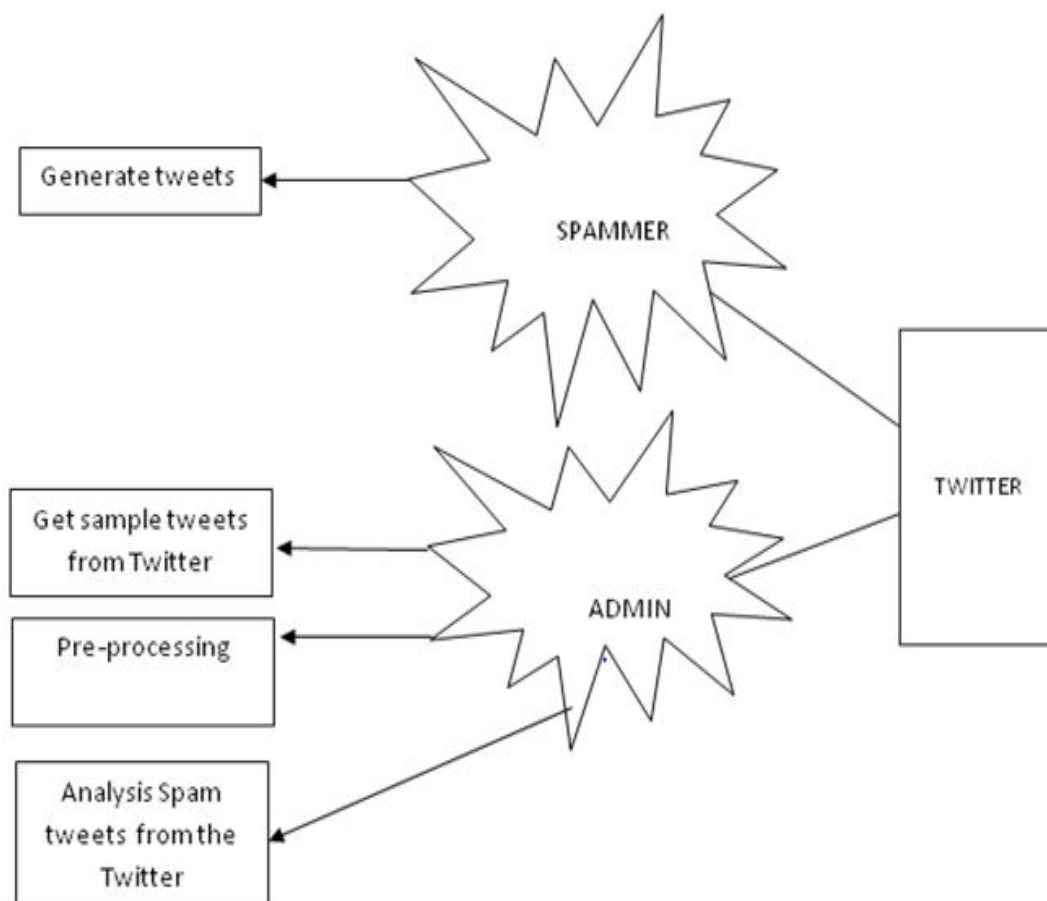 Generate tweets
SPAMMER
TWITTER
Get sample tweets
from Twitter
ADMIN
Pre-processing
Analysis Spam
tweets from the
Twitter